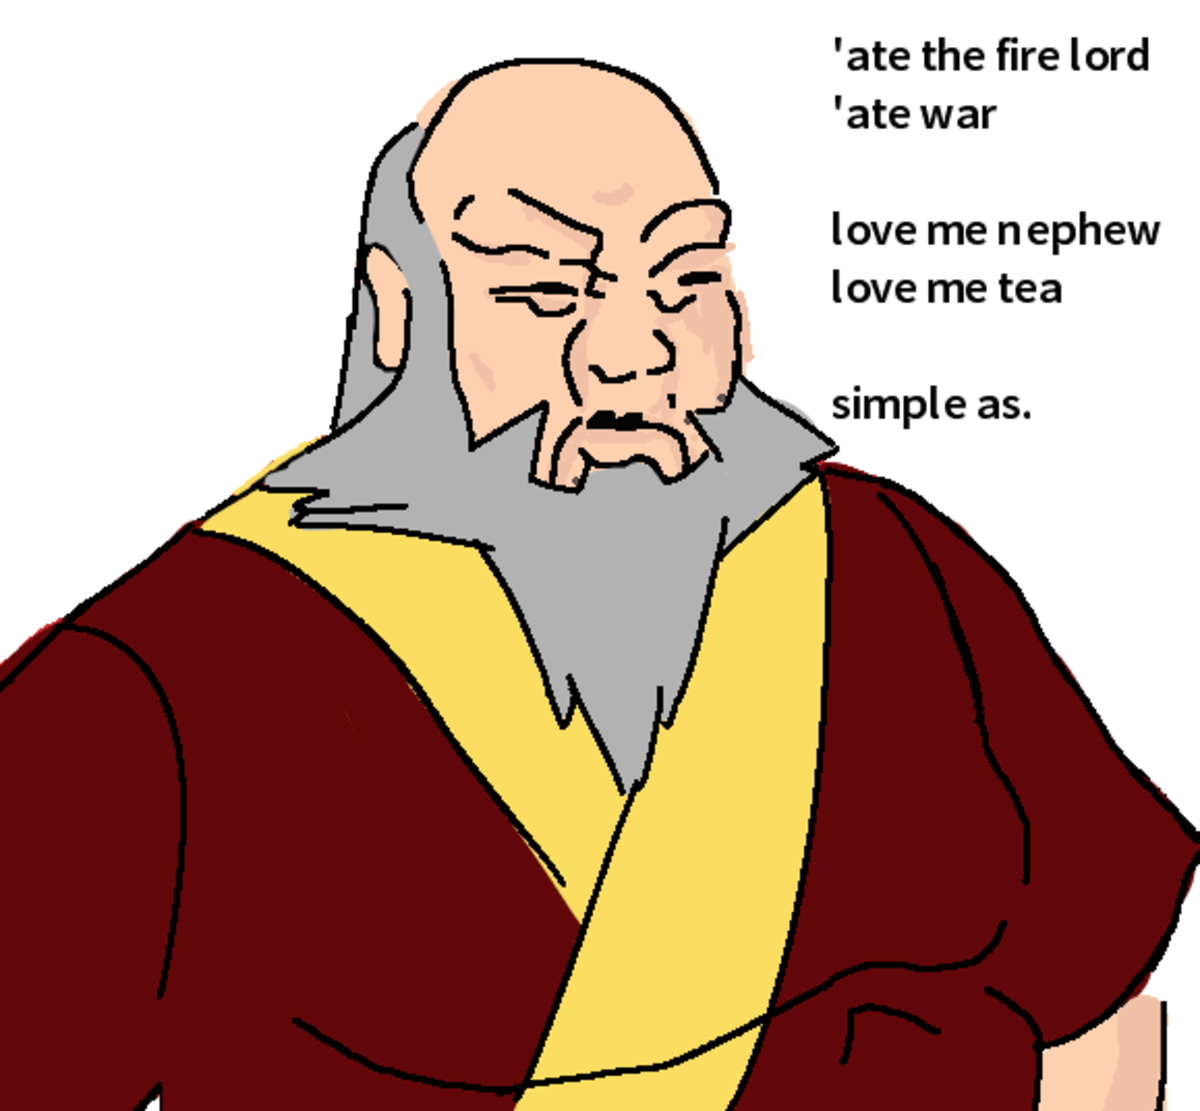 'ate the fire lord
'ate war
love me nephew
love me tea
simple as.